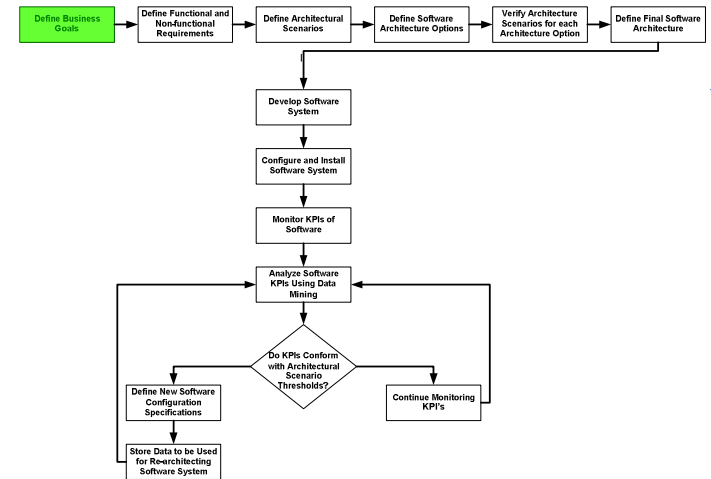 Define Business
Goals
Define Functional and
Non-functional
Requirements
Define Architectural
Scenarios
Define Software
Architecture Options
Verify Architecture
Scenarios for each
Architecture Option
Define Final Software
Architecture
Develop Software
System
Configure and Install
Software System
Monitor KPIs of
Software
Analyze Software
KPIs Using Data
Mining
Do KPIs Conform
with Architectural
Scenario
Thresholds?
Define New Software
Configuration
Specifications
Continue Monitoring
KPI's
Store Data to be Used
for Re-architecting
Software System